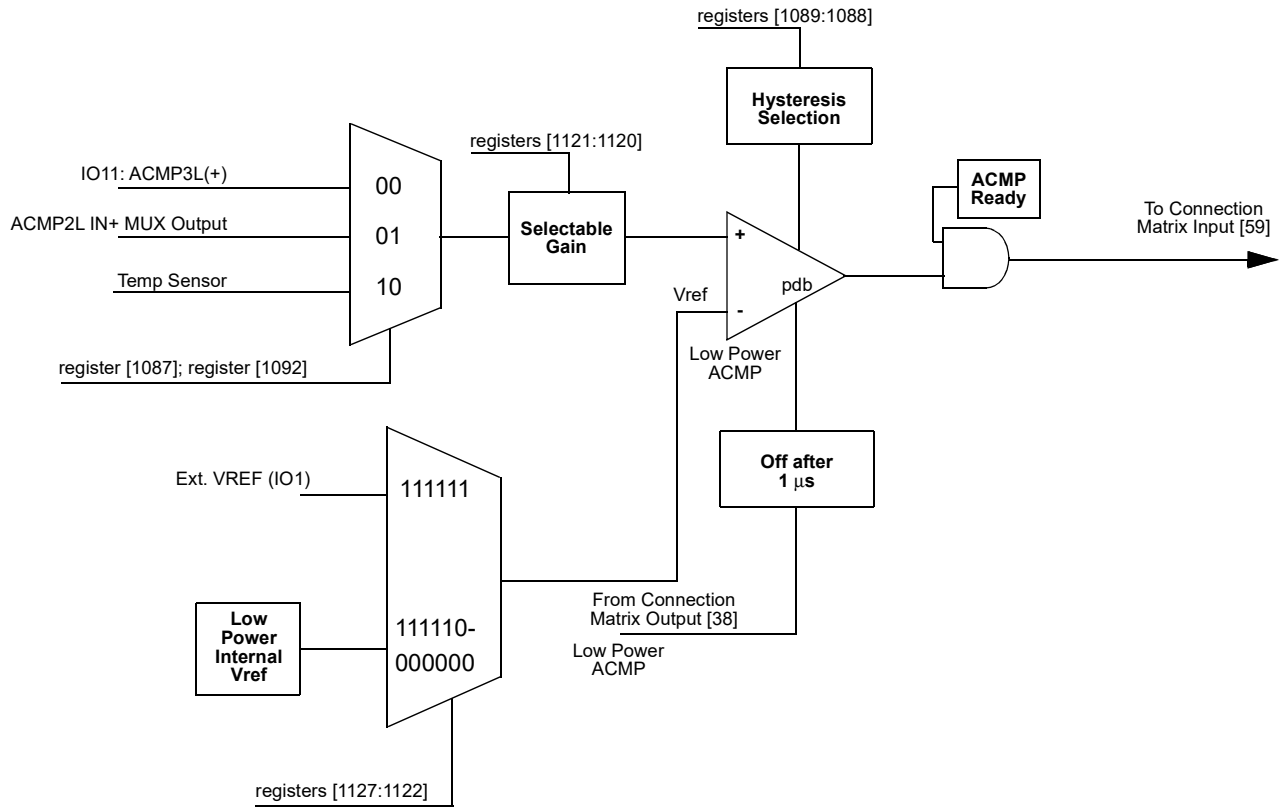 registers [1089:1088]
Hysteresis
Selection
registers [1121:1120]
IO11: ACMP3L(+)
00
ACMP2L IN+ MUX Output
01
Temp Sensor
10
Selectable
Gain
ACMP
Ready
To Connection
Matrix Input [59]
+
pdb
Vref
-
Low Power
ACMP
register [1087]; register [1092]
Off after
1 μs
Ext. VREF (IO1)
111111
Low
Power
Internal
Vref
111110-
000000
From Connection
Matrix Output [38]
Low Power
ACMP
registers [1127:1122]